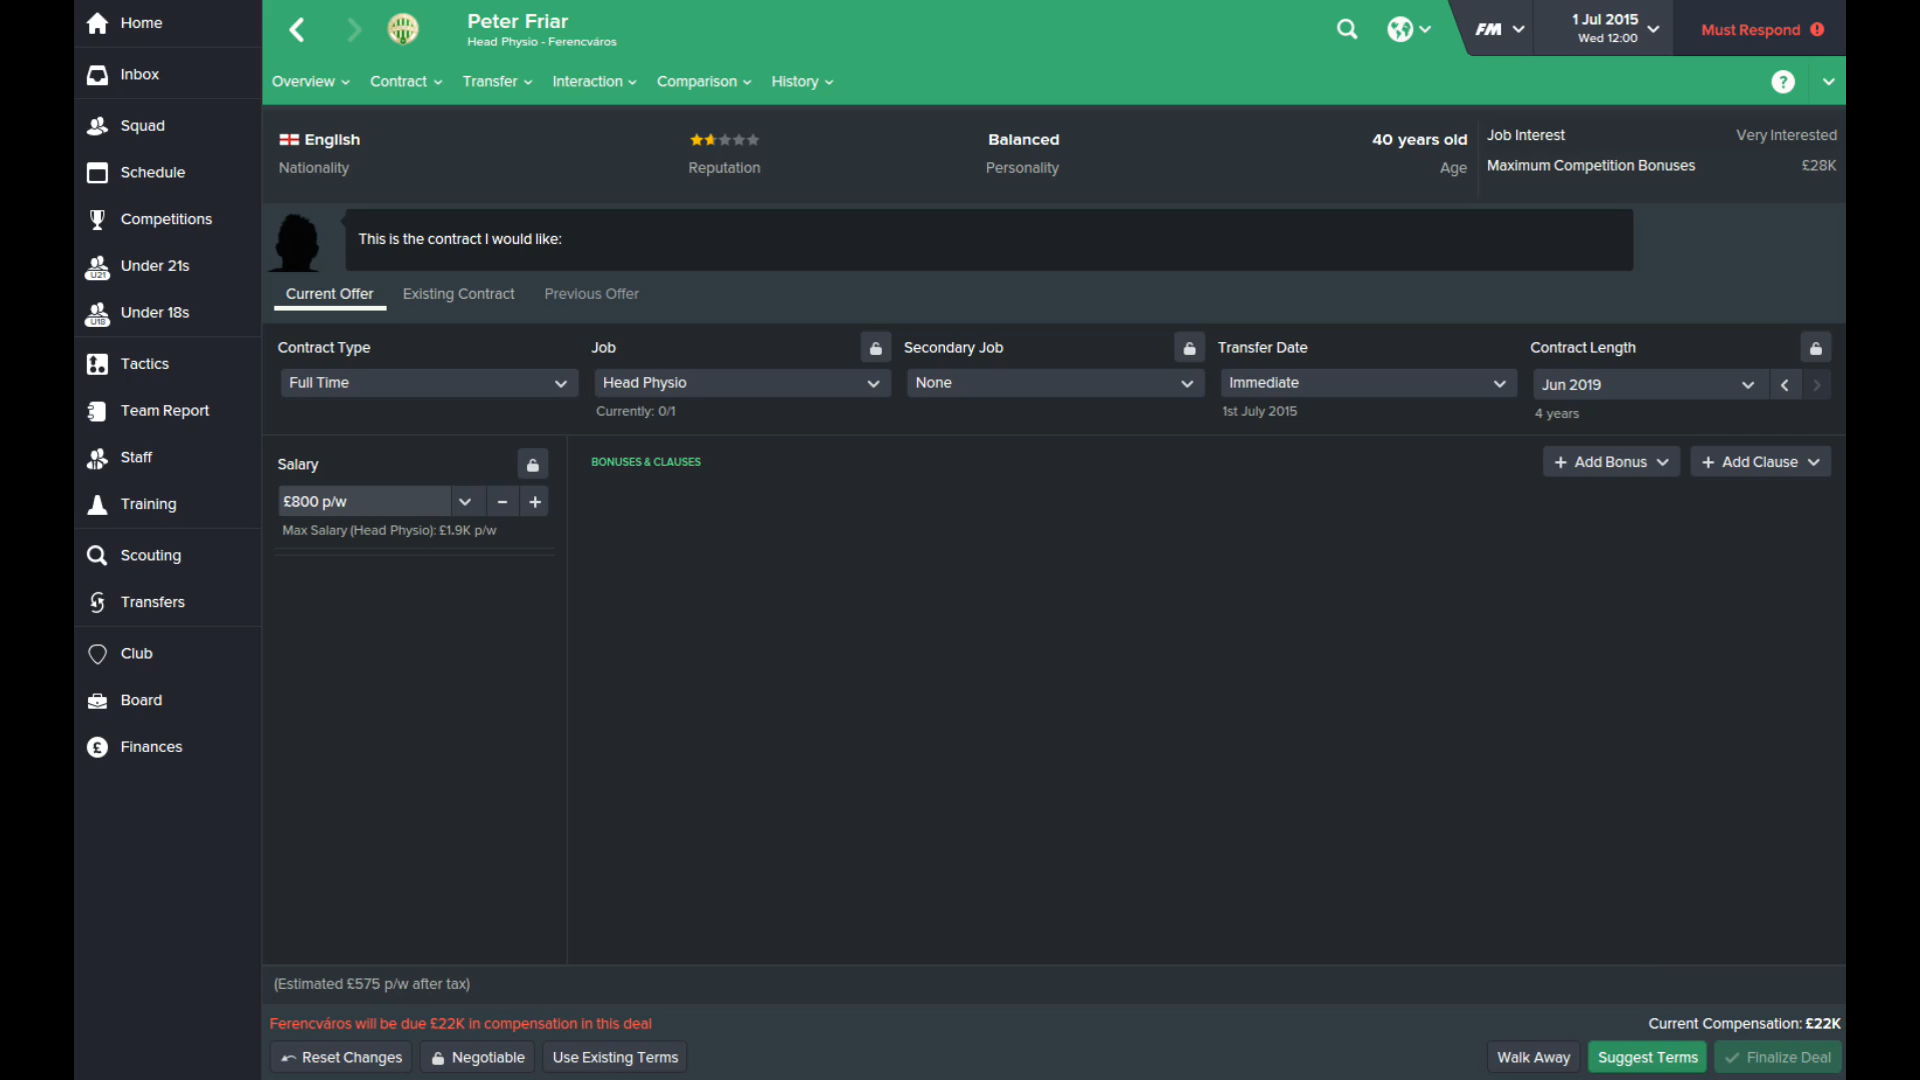 Home
Inbox
Squad
Schedule
Competitions
Under 21s
Under 18s
Tactics
Team Report
Staff
Training
Scouting
Transfers
Club
Board
Finances
Peter Friar
Head Physio - Ferencváros
FM
1 Jul 2015
Wed 12:00
Must Respond
Overview Contract Transfer Interaction Comparison History
English
Nationality
Reputation
Balanced
Personality
40 years old
Age
Job Interest Very Interested
Maximum Competition Bonuses £28K
This is the contract I would like:
Current Offer Existing Contract Previous Offer
Contract Type
Full Time
Job
Head Physio
Currently: 0/1
Secondary Job
None
Transfer Date
Immediate
1st July 2015
Contract Length
Jun 2019
4 years
Salary
£800 p/w
Max Salary (Head Physio): £1.9K p/w
BONUSES & CLAUSES
Add Bonus
Add Clause
(Estimated £575 p/w after tax)
Ferencváros will be due £22K in compensation in this deal
Current Compensation: £22K
Reset Changes Negotiable Use Existing Terms
Walk Away Suggest Terms Finalize Deal